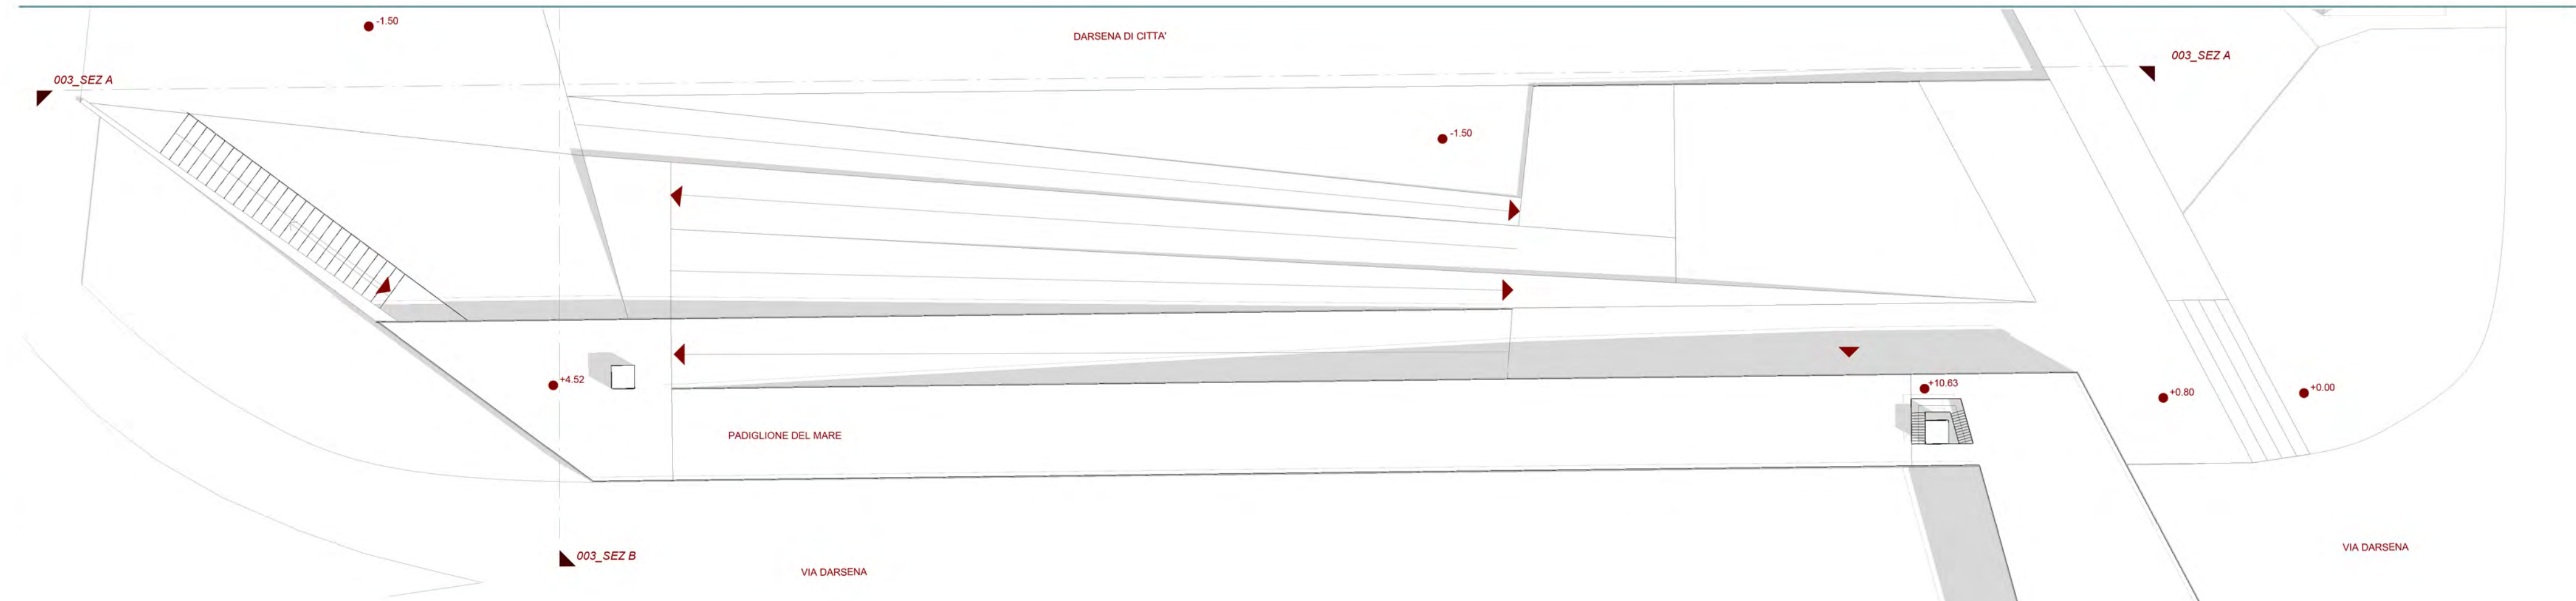 -1.50
DARSENA DI CITTA'
003_SEZ A
003_SEZ A
-1.50
+4.52
+10.63
+0.80
+0.00
PADIGLIONE DEL MARE
003_SEZ B
VIA DARSENA
VIA DARSENA